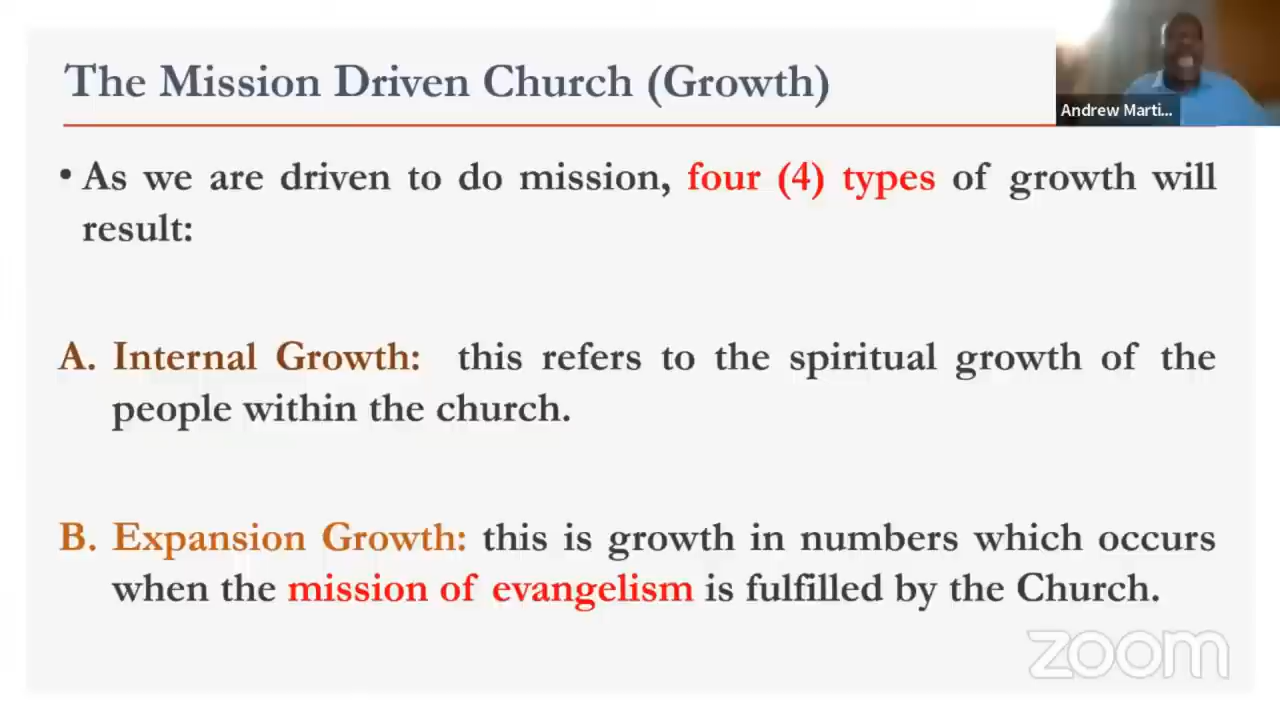 The Mission Driven Church (Growth)
Andrew Marti...
• As we are driven to do mission, four (4) types of growth will
result:
A. Internal Growth: this refers to the spiritual growth of the
people within the church.
B. Expansion Growth: this is growth in numbers which occurs
when the mission of evangelism is fulfilled by the Church.
zoom